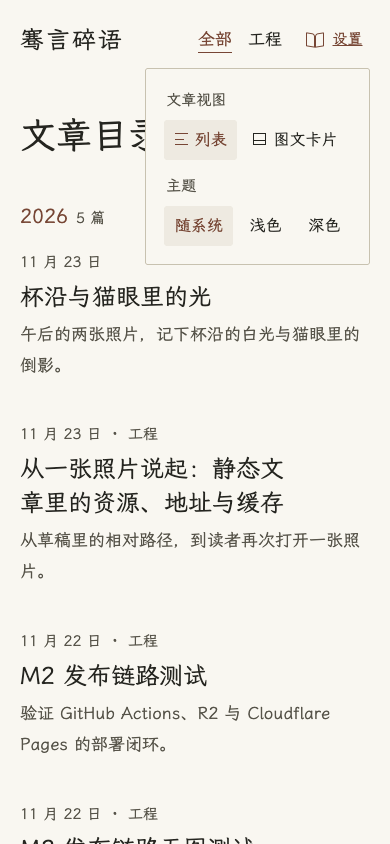 骞言碎语
全部 工程 设置
文章视图
列表 图文卡片
主题
随系统 浅色 深色
文章目
2026 5 篇
11 月 23 日
杯沿与猫眼里的光
午后的两张照片，记下杯沿的白光与猫眼里的
倒影。
11 月 23 日 · 工程
从一张照片说起：静态文
章里的资源、地址与缓存
从草稿里的相对路径，到读者再次打开一张照
片。
11 月 22 日 · 工程
M2 发布链路测试
验证 GitHub Actions、R2 与 Cloudflare
Pages 的部署闭环。
11 月 22 日 · 工程